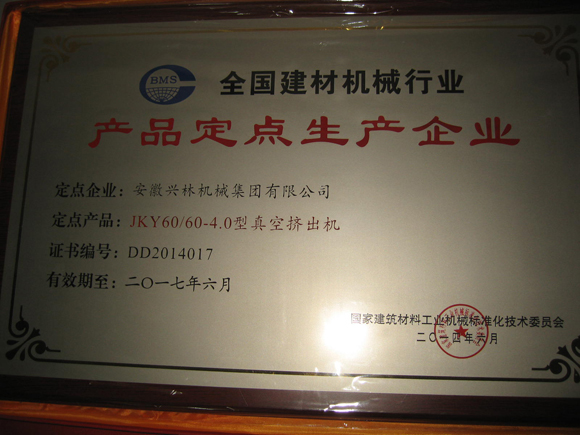 BMS
全国建材机械行业
产品定点生产企业
定点企业：安徽兴林机械集团有限公司
定点产品：JKY60/60-4.0型真空挤出机
证书编号：DD2014017
有效期至：二〇一七年六月
国家建筑材料工业机械标准化技术委员会
二〇一四年六月